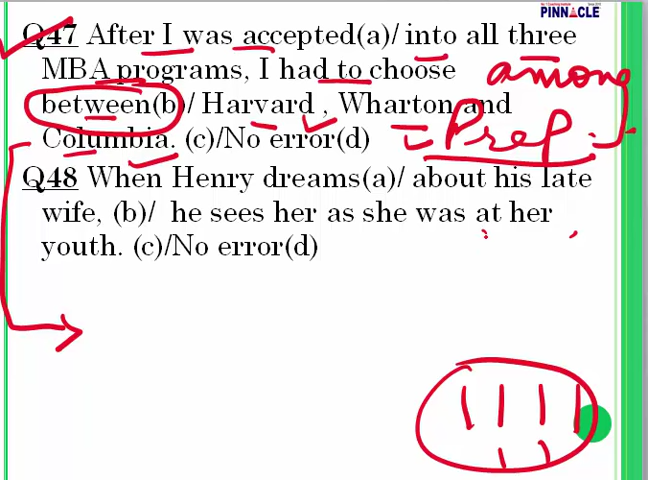 PINNACLE
Q47 After I was accepted(a)/ into all three
MBA programs, I had to choose among
between(b)/ Harvard , Wharton and
Columbia. (c)/No error(d) Prep.
Q48 When Henry dreams(a)/ about his late
wife, (b)/ he sees her as she was at her
youth. (c)/No error(d)